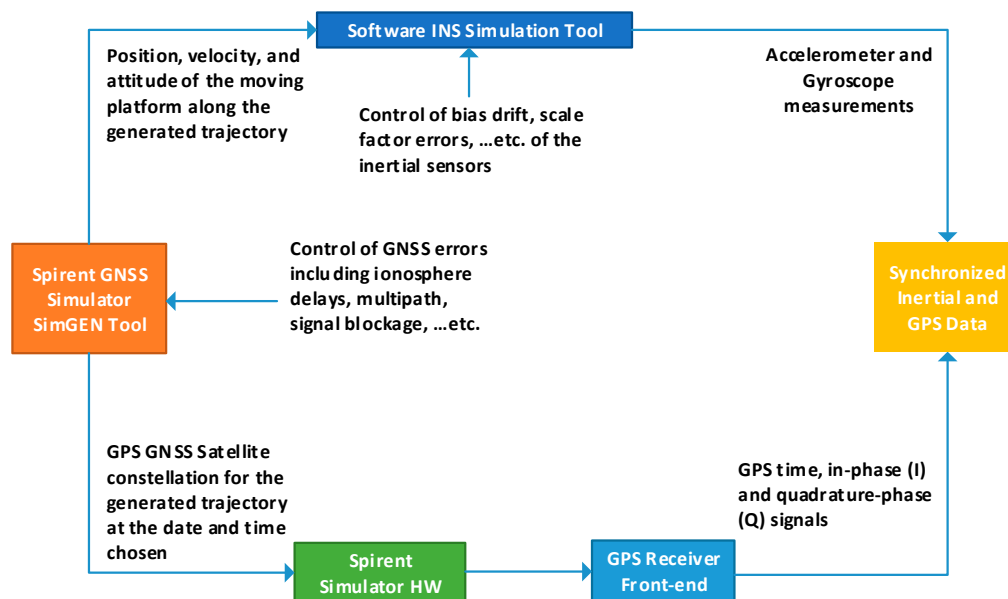 Software INS Simulation Tool
Position, velocity, and
attitude of the moving
platform along the
generated trajectory
Control of bias drift, scale
factor errors, ...etc. of the
inertial sensors
Accelerometer and
Gyroscope
measurements
Spirent GNSS
Simulator
SimGEN Tool
Control of GNSS errors
including ionosphere
delays, multipath,
signal blockage, ...etc.
Synchronized
Inertial and
GPS Data
GPS GNSS Satellite
constellation for the
generated trajectory
at the date and time
chosen
Spirent
Simulator HW
GPS Receiver
Front-end
GPS time, in-phase (I)
and quadrature-phase
(Q) signals